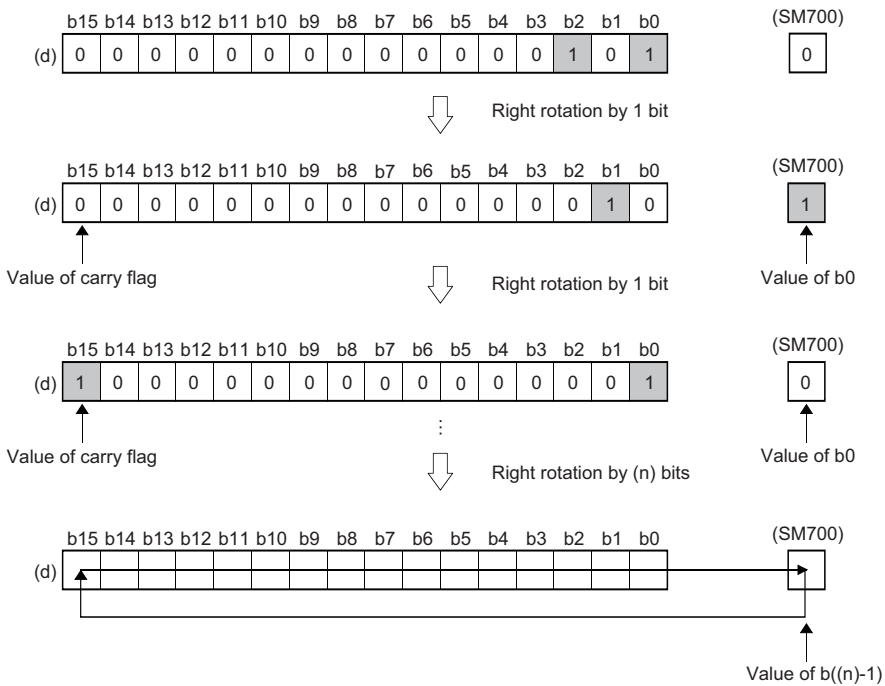 b15 b14 b13 b12 b11 b10 b9 b8 b7 b6 b5 b4 b3 b2 b1 b0 (SM700)
(d) 0 0 0 0 0 0 0 0 0 0 0 0 0 1 0 1 0
Right rotation by 1 bit
b15 b14 b13 b12 b11 b10 b9 b8 b7 b6 b5 b4 b3 b2 b1 b0 (SM700)
(d) 0 0 0 0 0 0 0 0 0 0 0 0 0 0 1 0 1
Value of carry flag Value of b0
Right rotation by 1 bit
b15 b14 b13 b12 b11 b10 b9 b8 b7 b6 b5 b4 b3 b2 b1 b0 (SM700)
(d) 1 0 0 0 0 0 0 0 0 0 0 0 0 0 0 1 0
⋮
Value of carry flag Value of b0
Right rotation by (n) bits
b15 b14 b13 b12 b11 b10 b9 b8 b7 b6 b5 b4 b3 b2 b1 b0 (SM700)
(d)
Value of b((n)-1)